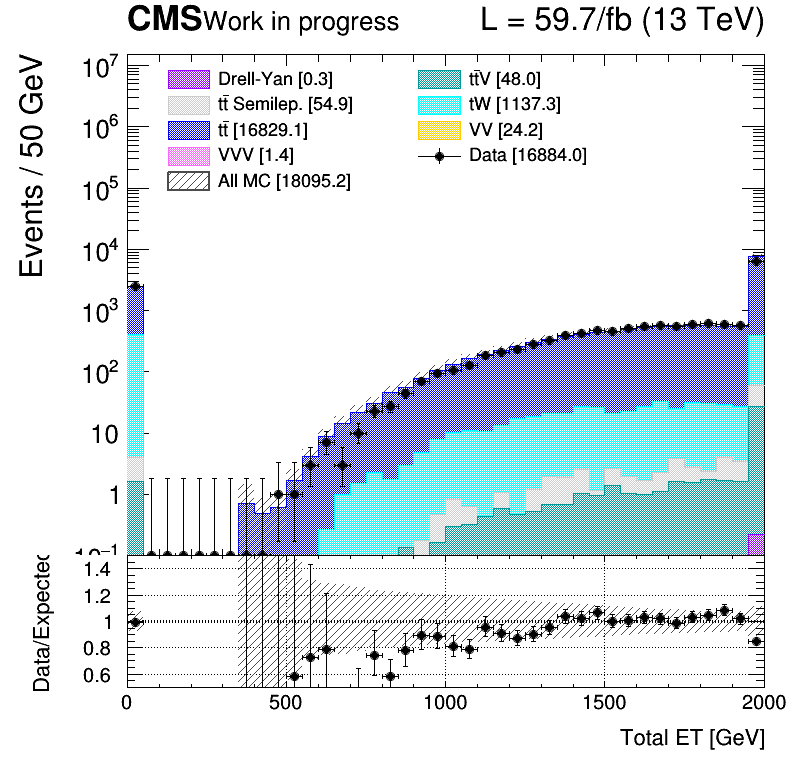 CMS Work in progress L = 59.7/fb (13 TeV)
Events / 50 GeV
10⁷
10⁶
10⁵
10⁴
10³
10²
10
1
10⁻¹
Drell-Yan [0.3]
tt̄ Semilep. [54.9]
tt̄ [16829.1]
VVV [1.4]
All MC [18095.2]
tt̄V [48.0]
tW [1137.3]
VV [24.2]
Data [16884.0]
Data/Expected
1.4
1.2
1
0.8
0.6
0 500 1000 1500 2000
Total ET [GeV]